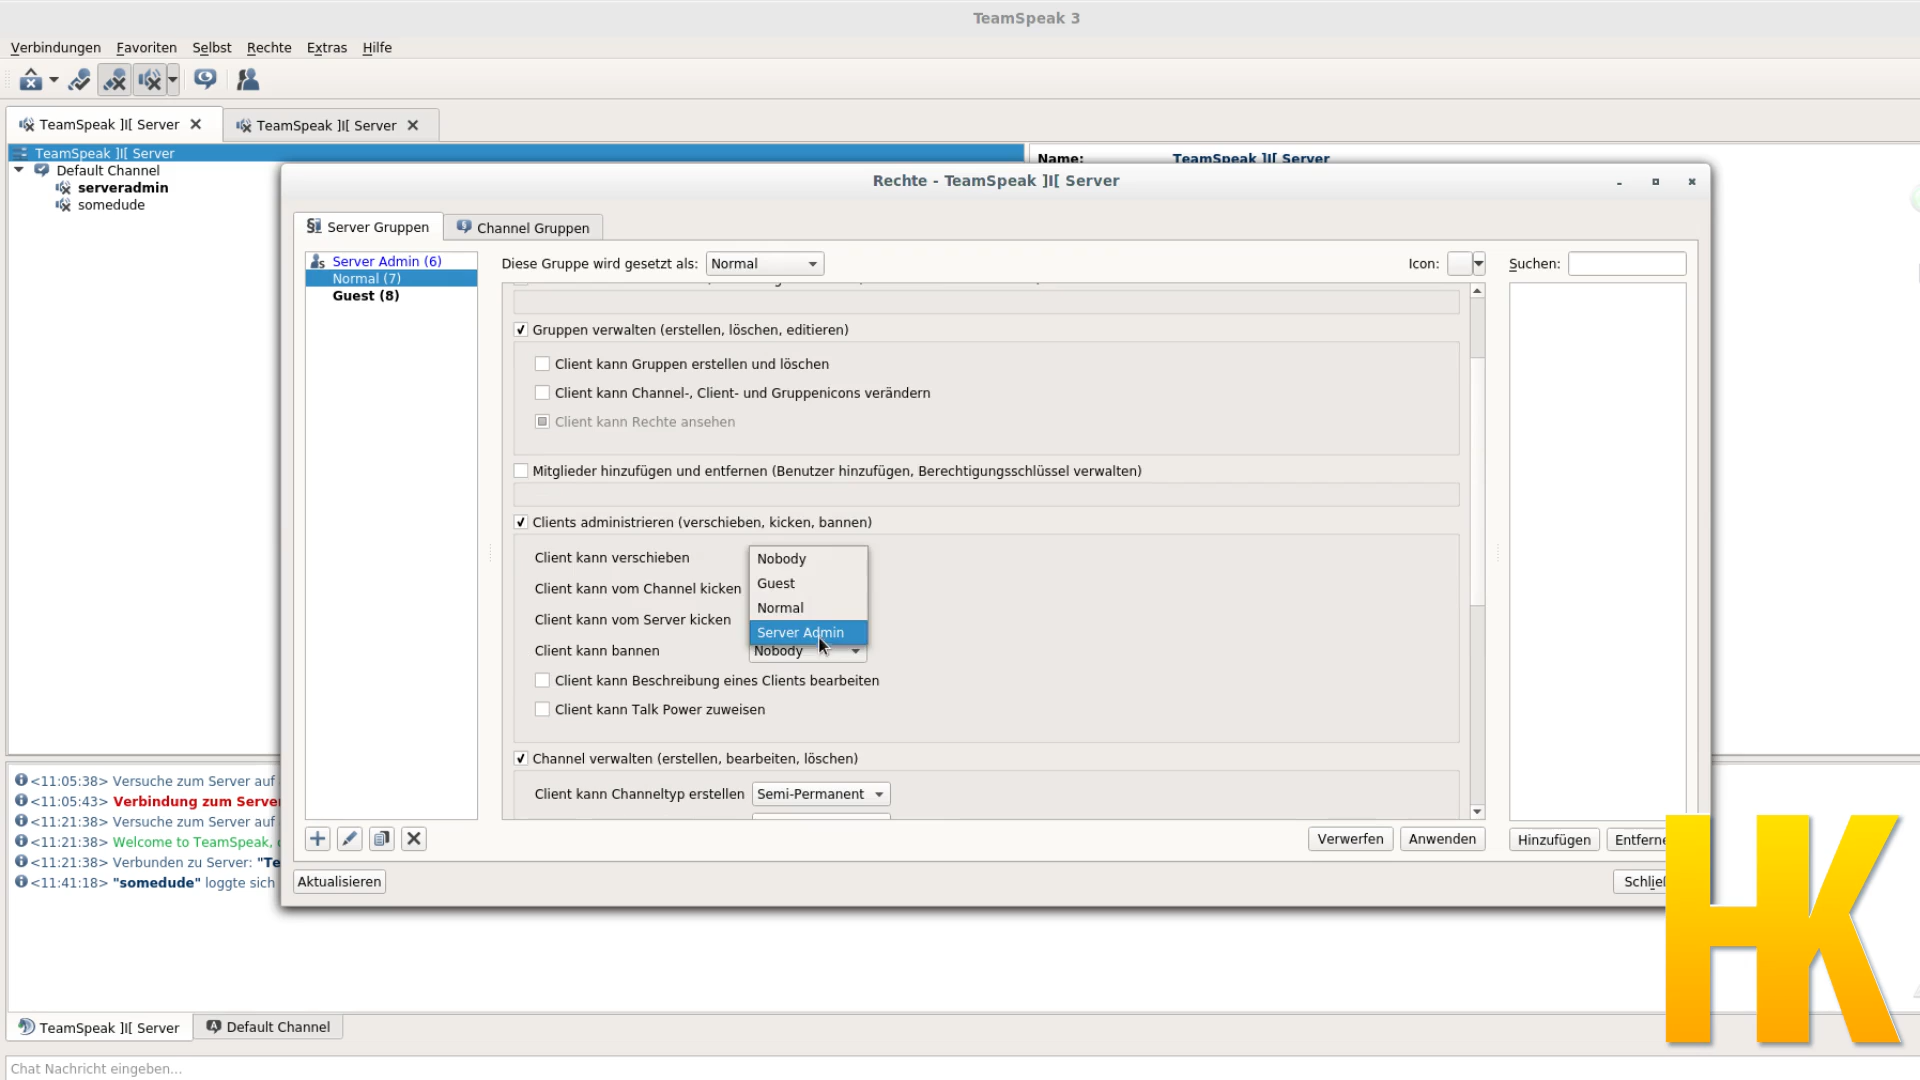 TeamSpeak 3
Verbindungen Favoriten Selbst Rechte Extras Hilfe
TeamSpeak ]I[ Server
TeamSpeak ]I[ Server
TeamSpeak ]I[ Server
Default Channel
serveradmin
somedude
Name: TeamSpeak ]I[ Server
Rechte - TeamSpeak ]I[ Server
Server Gruppen
Channel Gruppen
Server Admin (6)
Normal (7)
Guest (8)
Diese Gruppe wird gesetzt als: Normal
Icon:
Suchen:
Gruppen verwalten (erstellen, löschen, editieren)
Client kann Gruppen erstellen und löschen
Client kann Channel-, Client- und Gruppenicons verändern
Client kann Rechte ansehen
Mitglieder hinzufügen und entfernen (Benutzer hinzufügen, Berechtigungsschlüssel verwalten)
Clients administrieren (verschieben, kicken, bannen)
Client kann verschieben
Client kann vom Channel kicken
Client kann vom Server kicken
Client kann bannen
Nobody
Guest
Normal
Server Admin
Nobody
Client kann Beschreibung eines Clients bearbeiten
Client kann Talk Power zuweisen
Channel verwalten (erstellen, bearbeiten, löschen)
Client kann Channeltyp erstellen Semi-Permanent
Verwerfen
Anwenden
Hinzufügen
Entferne
Aktualisieren
Schließ
<11:05:38> Versuche zum Server auf
<11:05:43> Verbindung zum Server
<11:21:38> Versuche zum Server auf
<11:21:38> Welcome to TeamSpeak,
<11:21:38> Verbunden zu Server: "Te
<11:41:18> "somedude" loggte sich
HK
TeamSpeak ]I[ Server
Default Channel
Chat Nachricht eingeben...